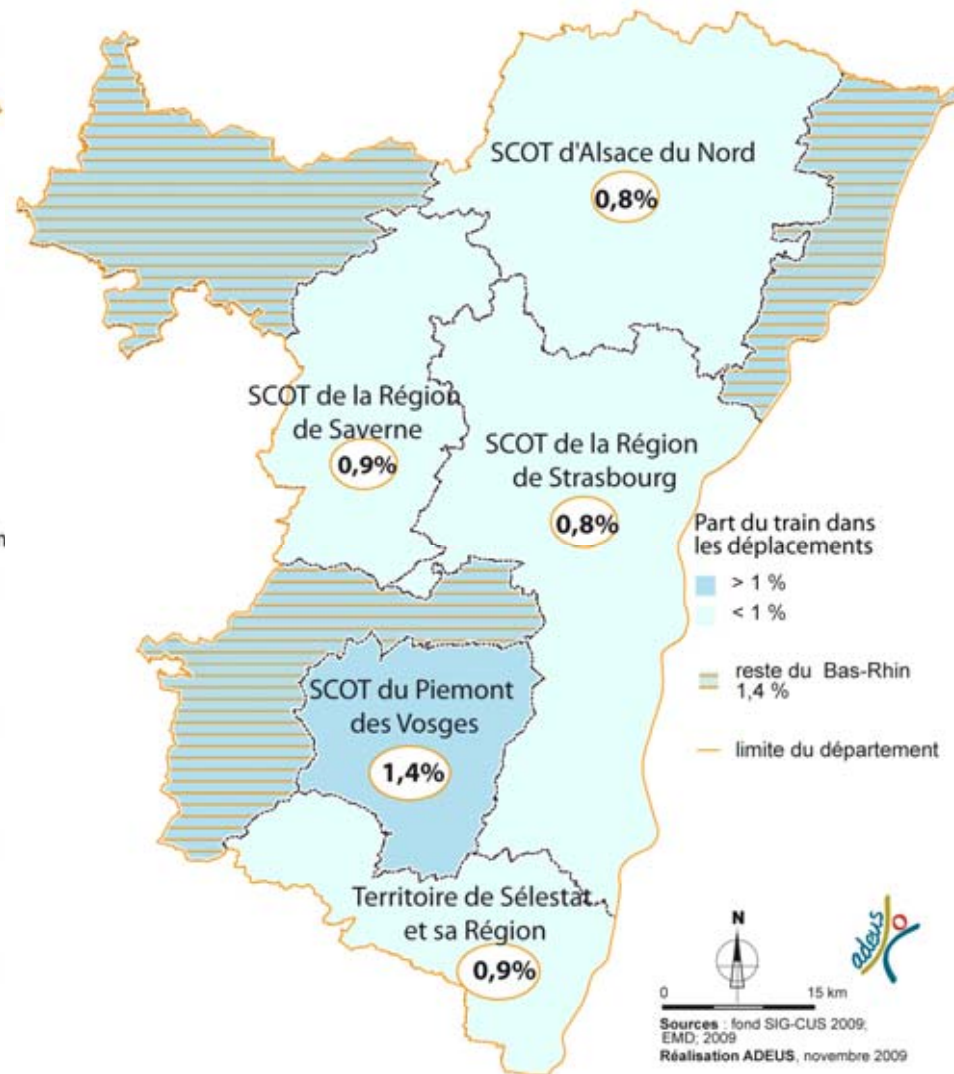 SCOT d'Alsace du Nord
0,8%
SCOT de la Région
de Saverne
0,9%
SCOT de la Région
de Strasbourg
0,8%
Part du train dans
les déplacements
> 1 %
< 1 %
reste du Bas-Rhin
1,4 %
limite du département
SCOT du Piemont
des Vosges
1,4%
Territoire de Sélestat
et sa Région
0,9%
N
0 15 km
adeus
Sources : fond SIG-CUS 2009;
EMD; 2009
Réalisation ADEUS, novembre 2009